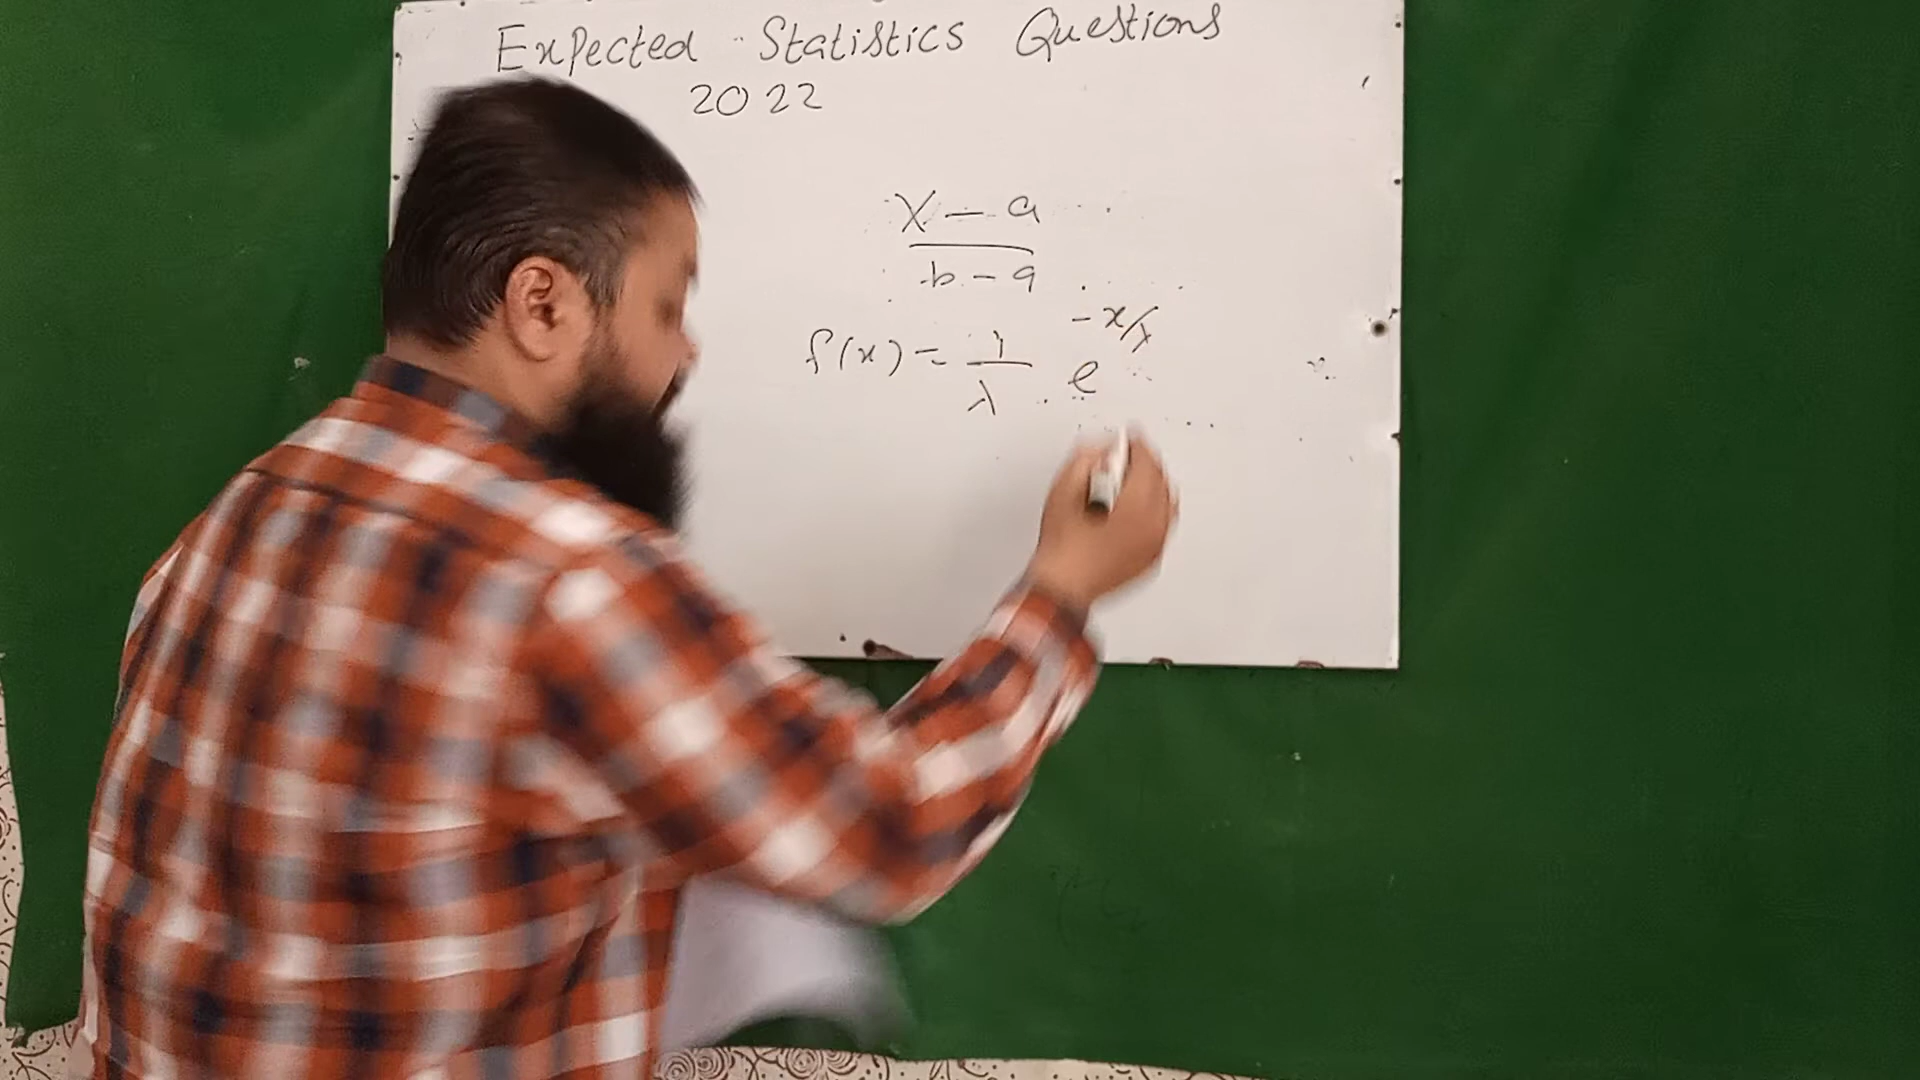 Expected Statistics Questions
2022
X - a
b - a
f(x) = 1/λ e^-x/λ